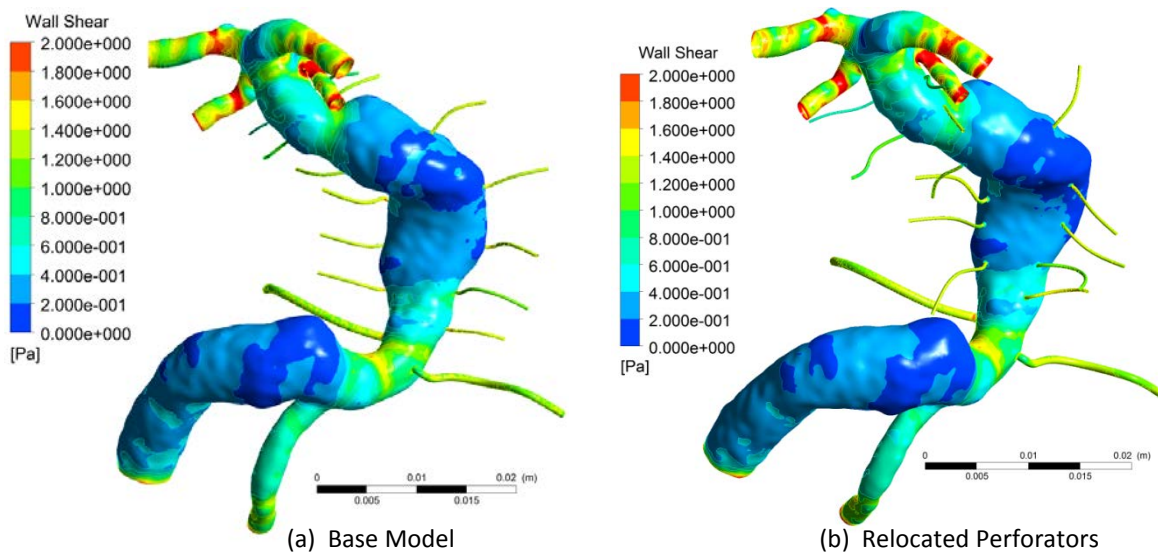 Wall Shear
2.000e+000
1.800e+000
1.600e+000
1.400e+000
1.200e+000
1.000e+000
8.000e-001
6.000e-001
4.000e-001
2.000e-001
0.000e+000
[Pa]
0 0.01 0.02 (m)
0.005 0.015
(a) Base Model
Wall Shear
2.000e+000
1.800e+000
1.600e+000
1.400e+000
1.200e+000
1.000e+000
8.000e-001
6.000e-001
4.000e-001
2.000e-001
0.000e+000
[Pa]
0 0.01 0.02 (m)
0.005 0.015
(b) Relocated Perforators